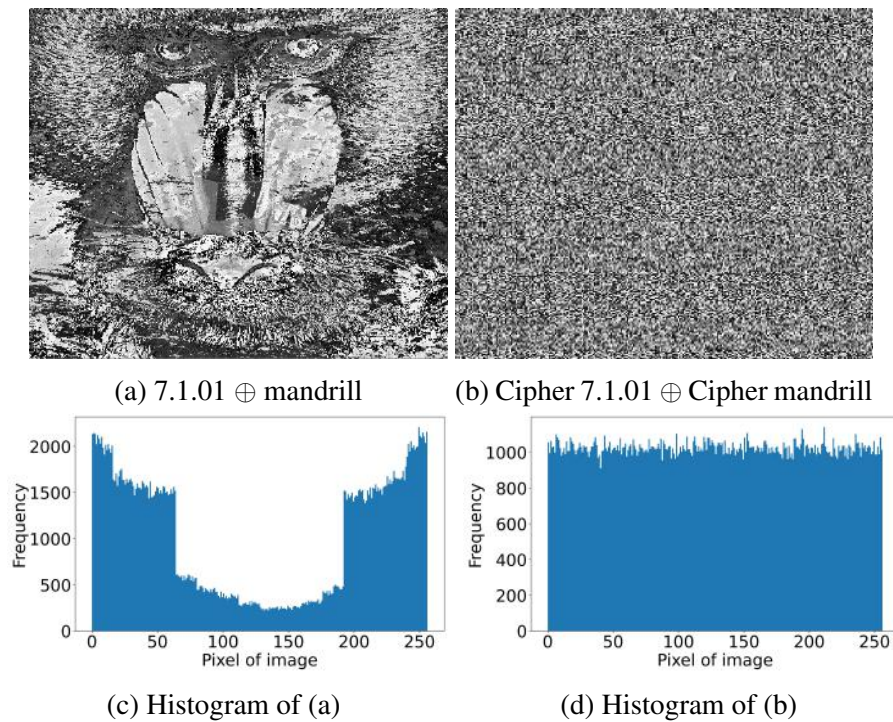 (a) 7.1.01 ⊕ mandrill
(b) Cipher 7.1.01 ⊕ Cipher mandrill
2000
1500
1000
500
0
Frequency
0 50 100 150 200 250
Pixel of image
1000
800
600
400
200
0
Frequency
0 50 100 150 200 250
Pixel of image
(c) Histogram of (a)
(d) Histogram of (b)